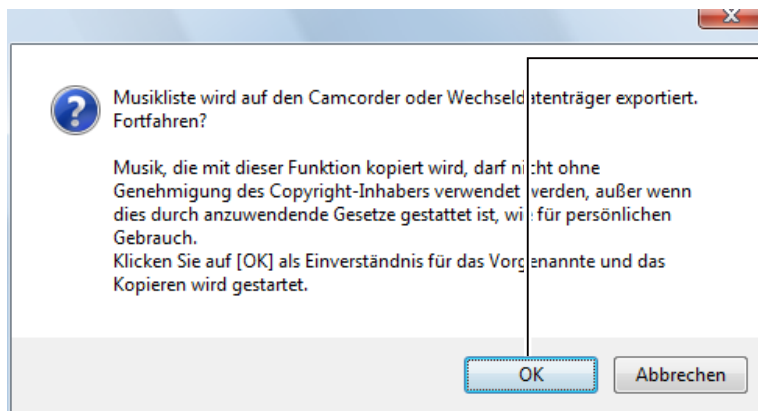 Musikliste wird auf den Camcorder oder Wechseldatenträger exportiert.
Fortfahren?
Musik, die mit dieser Funktion kopiert wird, darf nicht ohne
Genehmigung des Copyright-Inhabers verwendet werden, außer wenn
dies durch anzuwendende Gesetze gestattet ist, wie für persönlichen
Gebrauch.
Klicken Sie auf [OK] als Einverständnis für das Vorgenannte und das
Kopieren wird gestartet.
OK Abbrechen